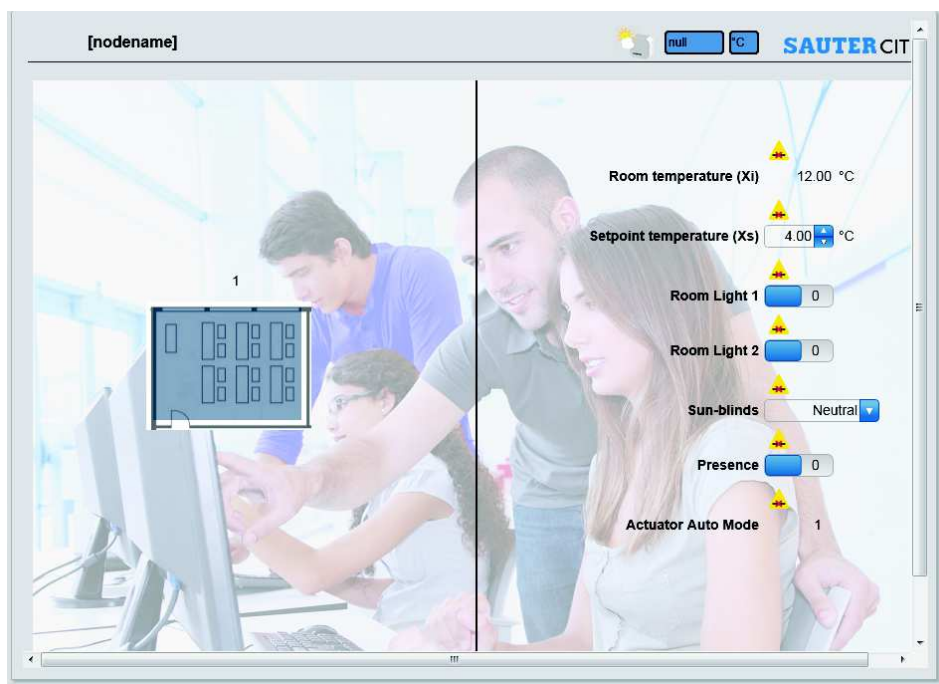 [nodename]
null °C
SAUTER CIT
Room temperature (Xi) 12.00 °C
Setpoint temperature (Xs) 4.00 °C
1
Room Light 1 0
Room Light 2 0
Sun-blinds Neutral
Presence 0
Actuator Auto Mode 1